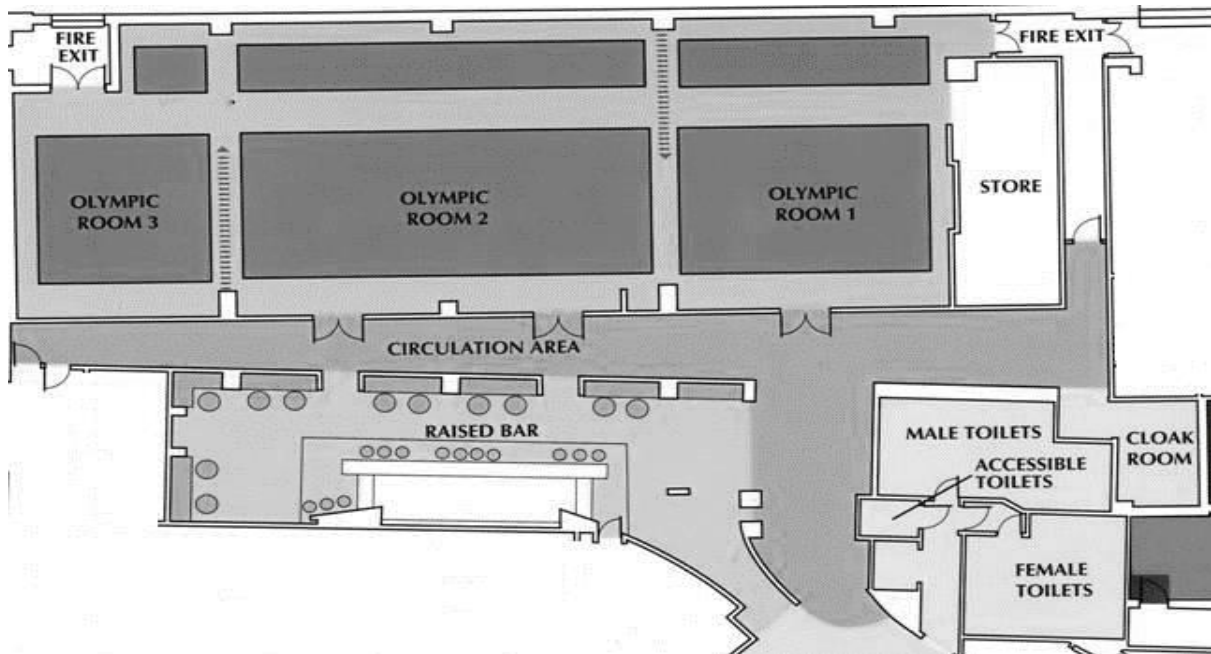 FIRE
EXIT
FIRE EXIT
OLYMPIC
ROOM 3
OLYMPIC
ROOM 2
OLYMPIC
ROOM 1
STORE
CIRCULATION AREA
RAISED BAR
MALE TOILETS
ACCESSIBLE
TOILETS
CLOAK
ROOM
FEMALE
TOILETS